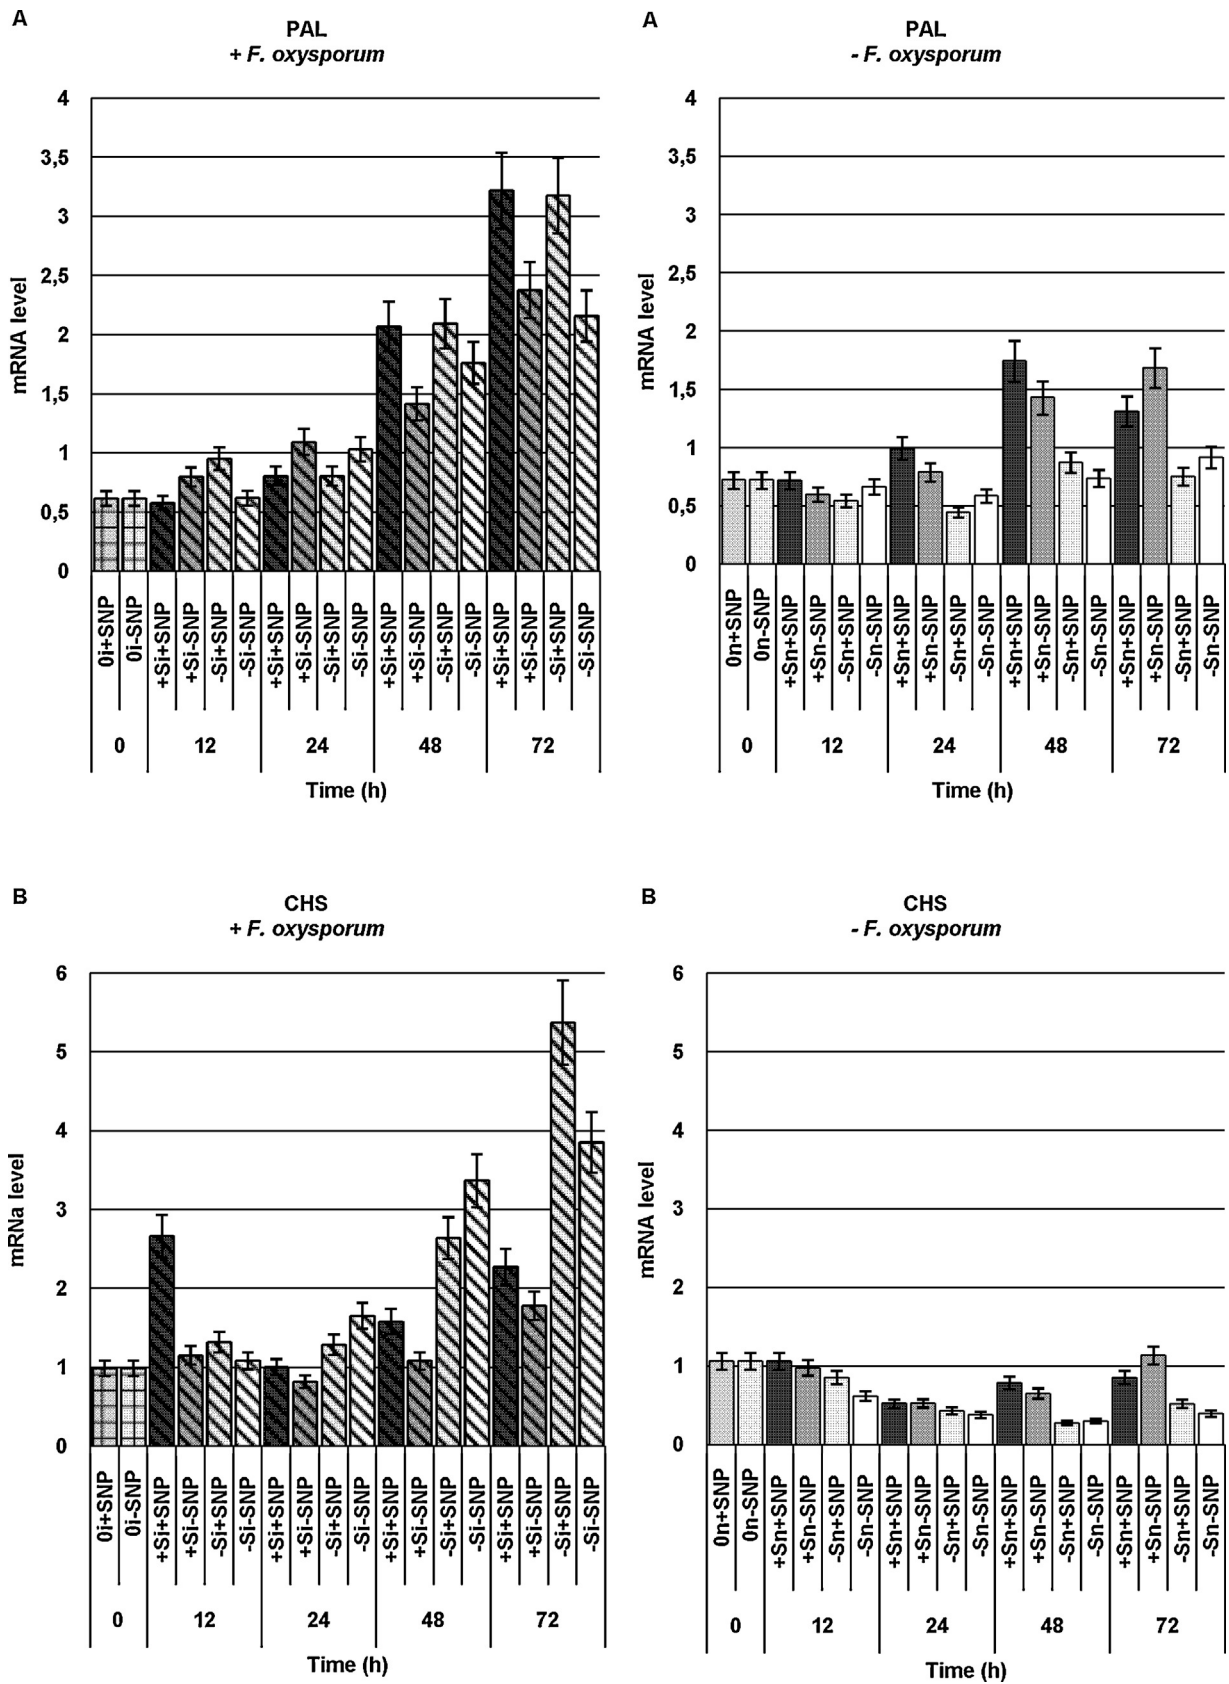 A
PAL
+ F. oxysporum
mRNA level
4
3,5
3
2,5
2
1,5
1
0,5
0
0i+SNP
0i-SNP
+Si+SNP
+Si-SNP
-Si+SNP
-Si-SNP
+Si+SNP
+Si-SNP
-Si+SNP
-Si-SNP
+Si+SNP
+Si-SNP
-Si+SNP
-Si-SNP
+Si+SNP
+Si-SNP
-Si+SNP
-Si-SNP
0 12 24 48 72
Time (h)
A
PAL
- F. oxysporum
mRNA level
4
3,5
3
2,5
2
1,5
1
0,5
0
0n+SNP
0n-SNP
+Sn+SNP
+Sn-SNP
-Sn+SNP
-Sn-SNP
+Sn+SNP
+Sn-SNP
-Sn+SNP
-Sn-SNP
+Sn+SNP
+Sn-SNP
-Sn+SNP
-Sn-SNP
+Sn+SNP
+Sn-SNP
-Sn+SNP
-Sn-SNP
0 12 24 48 72
Time (h)
B
CHS
+ F. oxysporum
mRNa level
6
5
4
3
2
1
0
0i+SNP
0i-SNP
+Si+SNP
+Si-SNP
-Si+SNP
-Si-SNP
+Si+SNP
+Si-SNP
-Si+SNP
-Si-SNP
+Si+SNP
+Si-SNP
-Si+SNP
-Si-SNP
+Si+SNP
+Si-SNP
-Si+SNP
-Si-SNP
0 12 24 48 72
Time (h)
B
CHS
- F. oxysporum
mRNA level
6
5
4
3
2
1
0
0n+SNP
0n-SNP
+Sn+SNP
+Sn-SNP
-Sn+SNP
-Sn-SNP
+Sn+SNP
+Sn-SNP
-Sn+SNP
-Sn-SNP
+Sn+SNP
+Sn-SNP
-Sn+SNP
-Sn-SNP
+Sn+SNP
+Sn-SNP
-Sn+SNP
-Sn-SNP
0 12 24 48 72
Time (h)